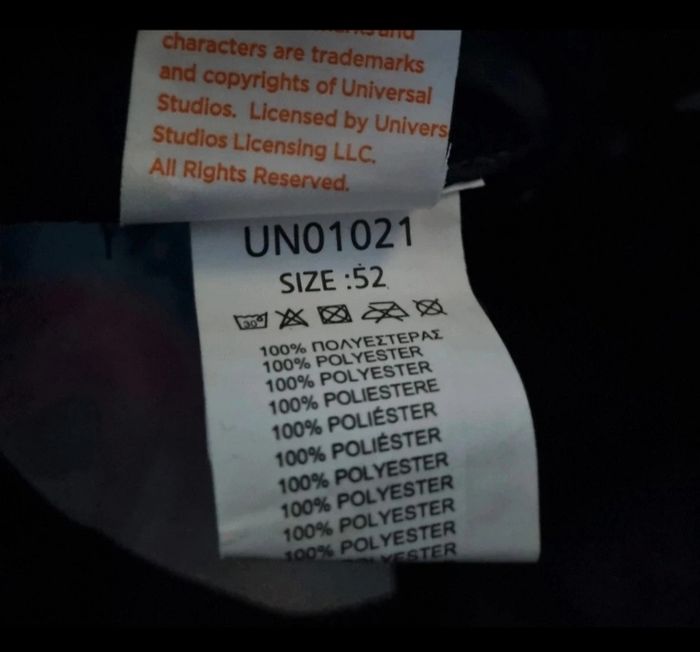 characters are trademarks
and copyrights of Universal
Studios. Licensed by Univers
Studios Licensing LLC.
All Rights Reserved.
UN01021
SIZE :52
30°
100% ΠΟΛΥΕΣΤΕΡΑΣ
100% POLYESTER
100% POLYESTER
100% POLIESTERE
100% POLIÉSTER
100% POLIÉSTER
100% POLYESTER
100% POLYESTER
100% POLYESTER
100% POLYESTER